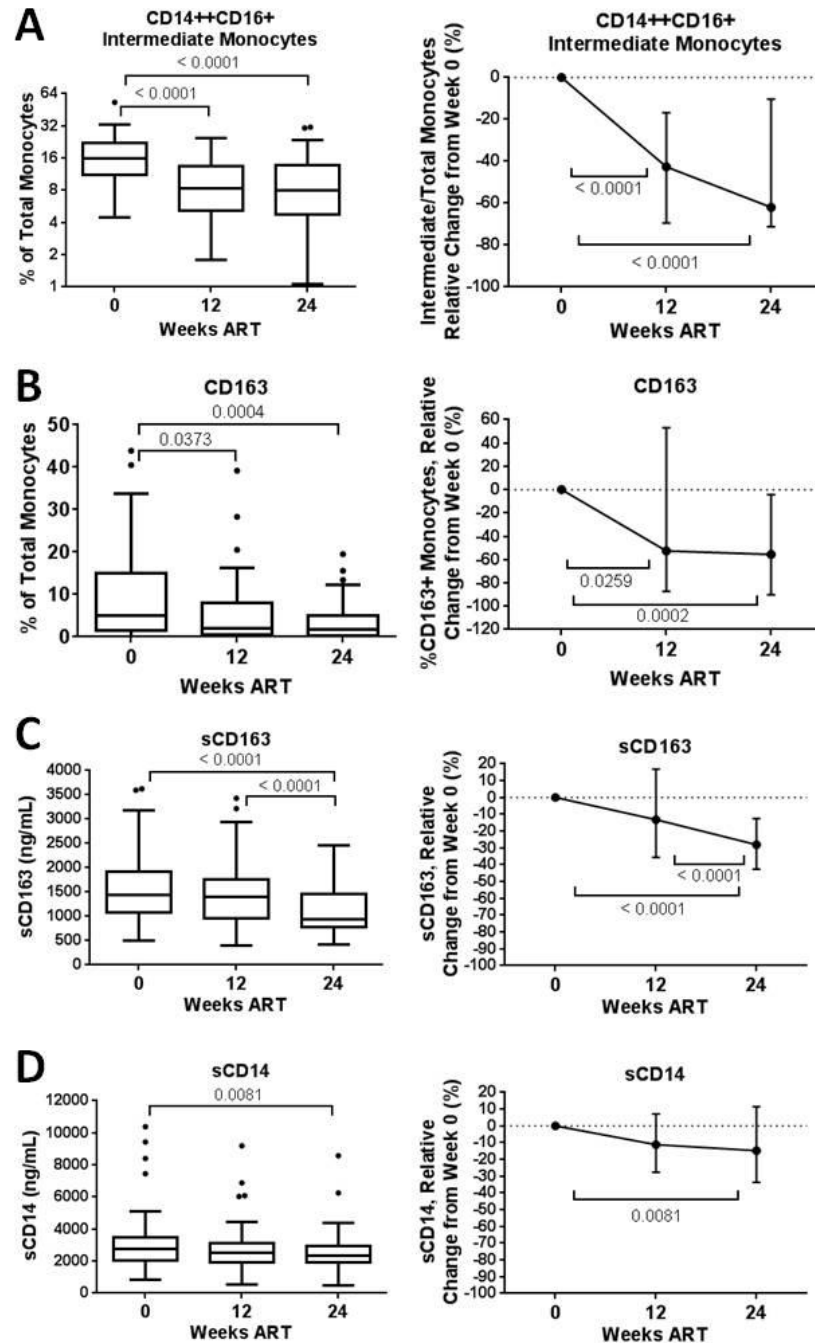 A
CD14++CD16+
Intermediate Monocytes
< 0.0001
< 0.0001
% of Total Monocytes
64
32
16
8
4
2
1
0 12 24
Weeks ART
CD14++CD16+
Intermediate Monocytes
Intermediate/Total Monocytes
Relative Change from Week 0 (%)
0
-20
-40
-60
-80
-100
< 0.0001
< 0.0001
0 12 24
Weeks ART
B
CD163
0.0004
0.0373
% of Total Monocytes
50
40
30
20
10
0
0 12 24
Weeks ART
CD163
%CD163+ Monocytes, Relative
Change from Week 0 (%)
60
40
20
0
-20
-40
-60
-80
-100
-120
0.0259
0.0002
0 12 24
Weeks ART
C
sCD163
< 0.0001
< 0.0001
sCD163 (ng/mL)
4000
3500
3000
2500
2000
1500
1000
500
0
0 12 24
Weeks ART
sCD163
sCD163, Relative
Change from Week 0 (%)
20
10
0
-10
-20
-30
-40
-50
-60
-70
-80
-90
-100
< 0.0001
< 0.0001
0 12 24
Weeks ART
D
sCD14
0.0081
sCD14 (ng/mL)
12000
10000
8000
6000
4000
2000
0
0 12 24
Weeks ART
sCD14
sCD14, Relative
Change from Week 0 (%)
20
10
0
-10
-20
-30
-40
-50
-60
-70
-80
-90
-100
0.0081
0 12 24
Weeks ART